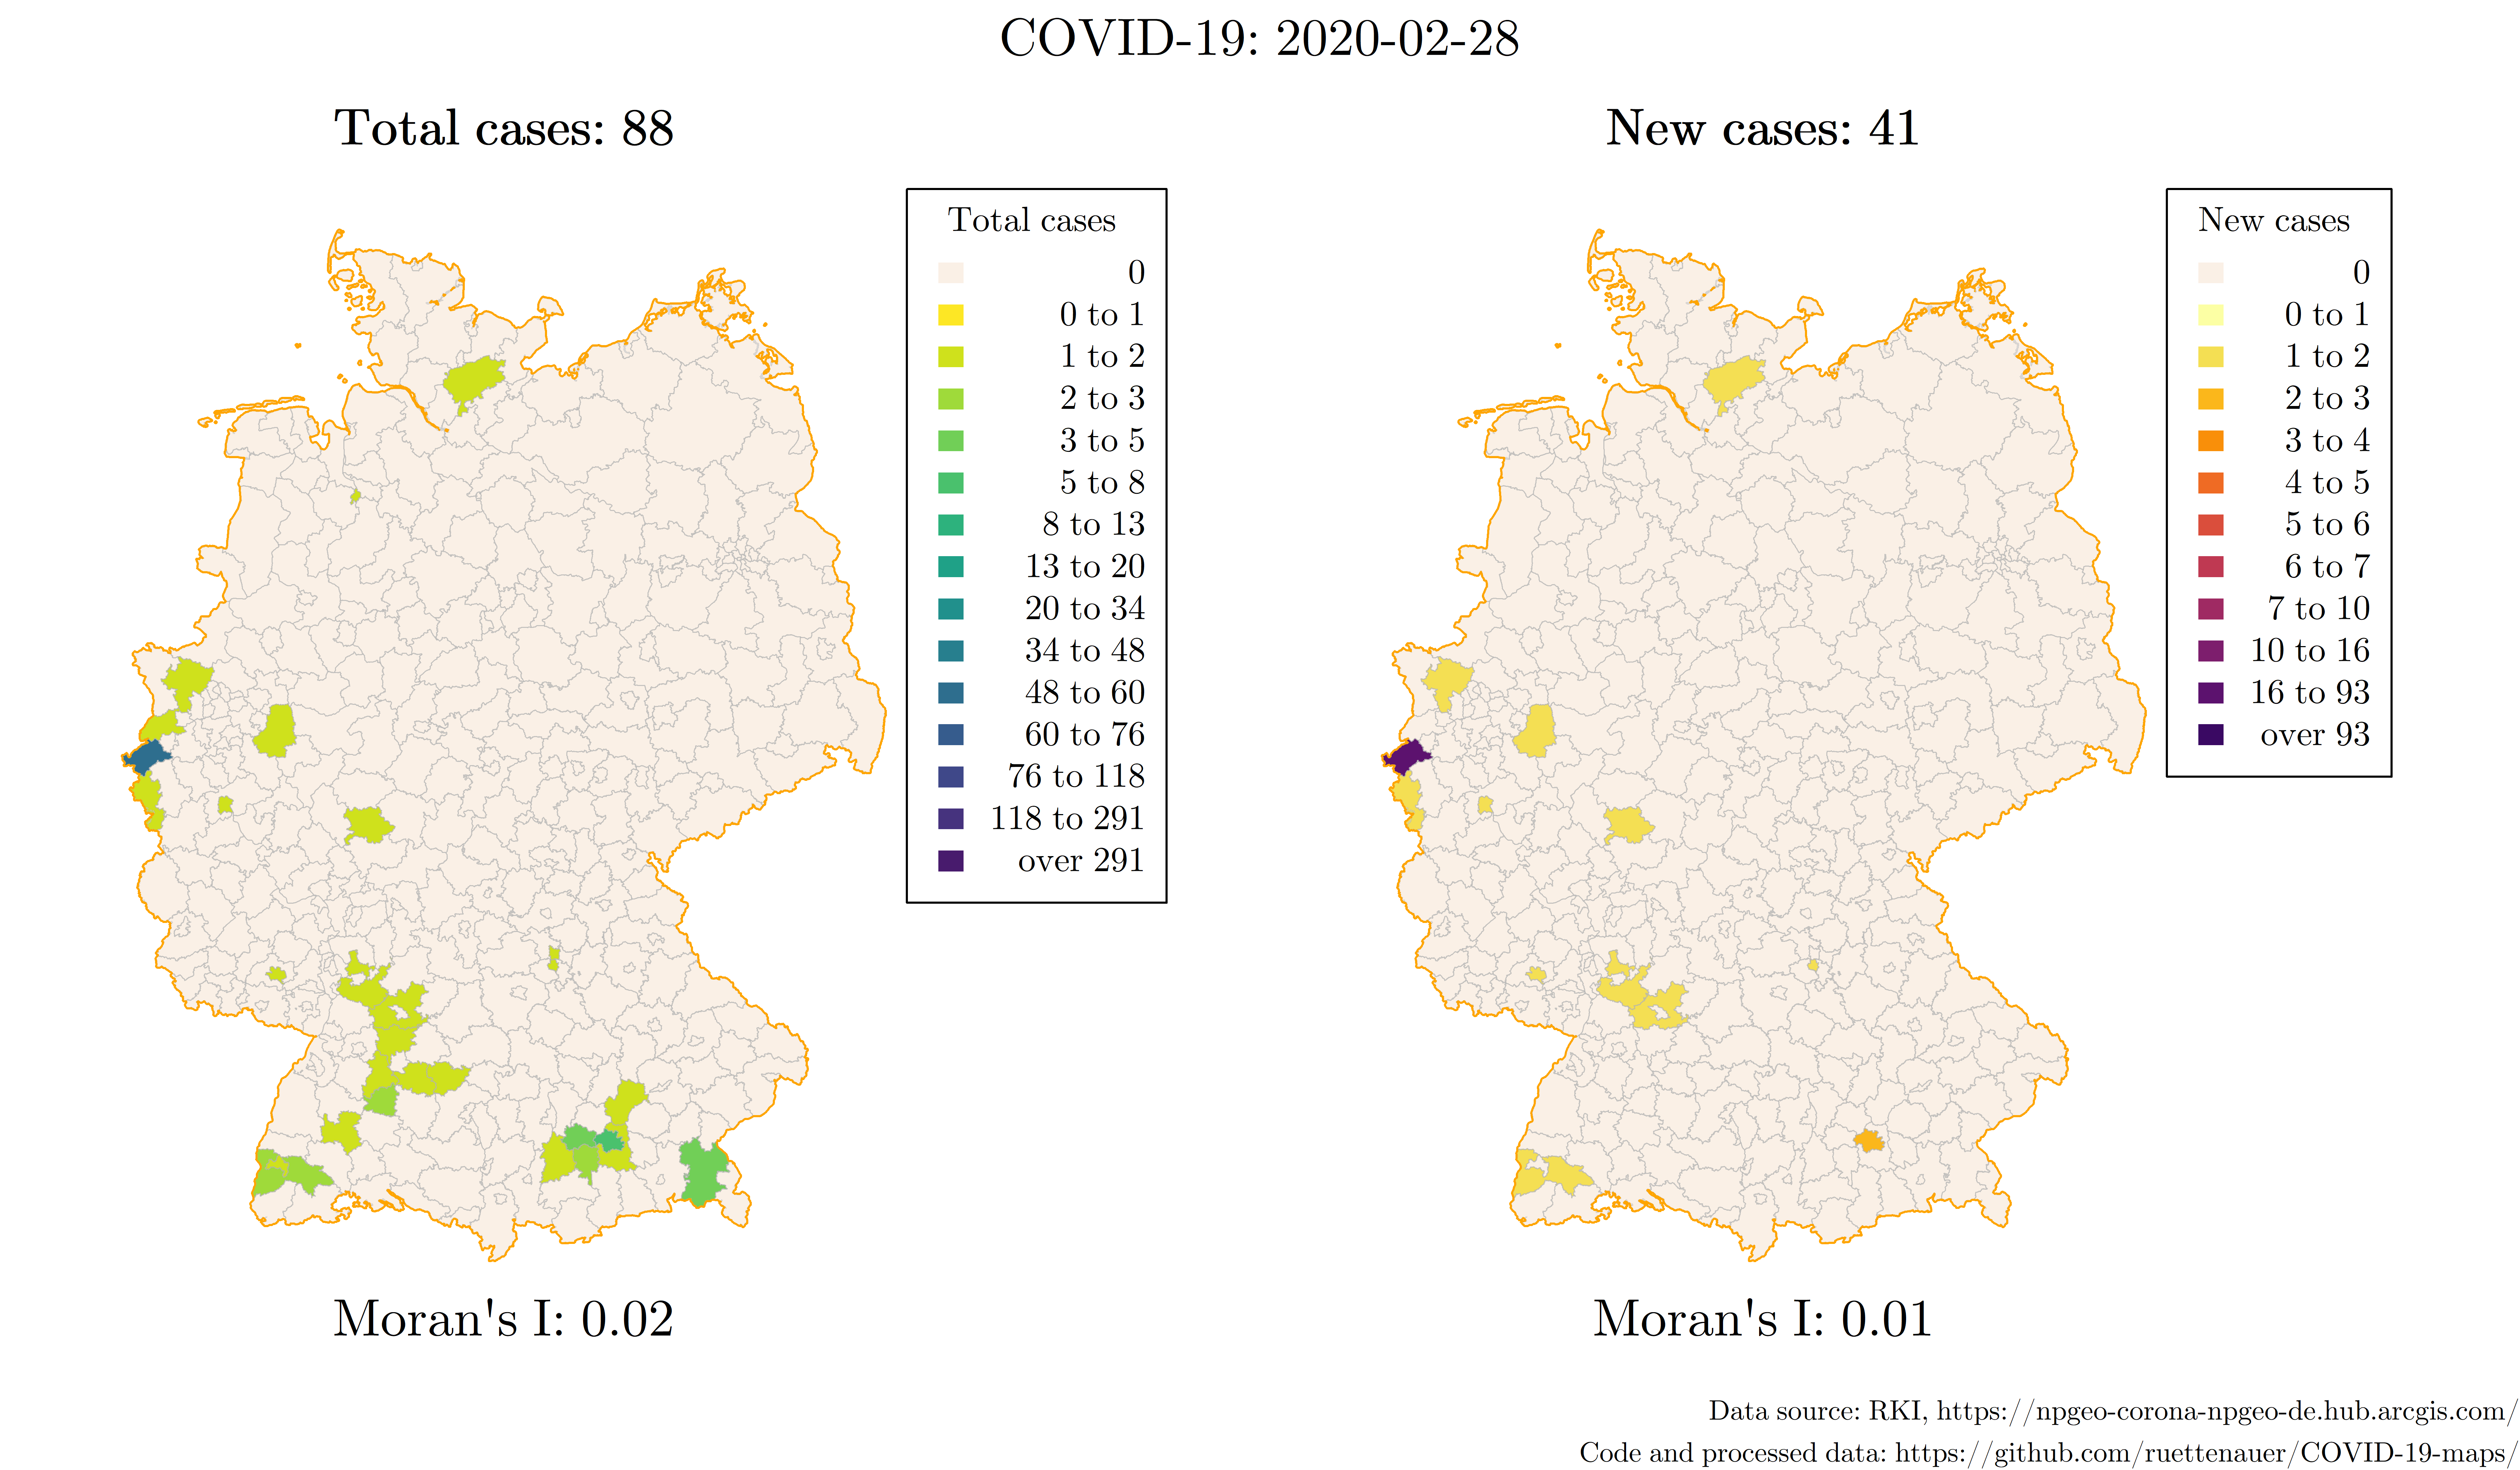 COVID-19: 2020-02-28
Total cases: 88
Total cases
0
0 to 1
1 to 2
2 to 3
3 to 5
5 to 8
8 to 13
13 to 20
20 to 34
34 to 48
48 to 60
60 to 76
76 to 118
118 to 291
over 291
Moran's I: 0.02
New cases: 41
New cases
0
0 to 1
1 to 2
2 to 3
3 to 4
4 to 5
5 to 6
6 to 7
7 to 10
10 to 16
16 to 93
over 93
Moran's I: 0.01
Data source: RKI, https://npgeo-corona-npgeo-de.hub.arcgis.com/
Code and processed data: https://github.com/ruettenauer/COVID-19-maps/